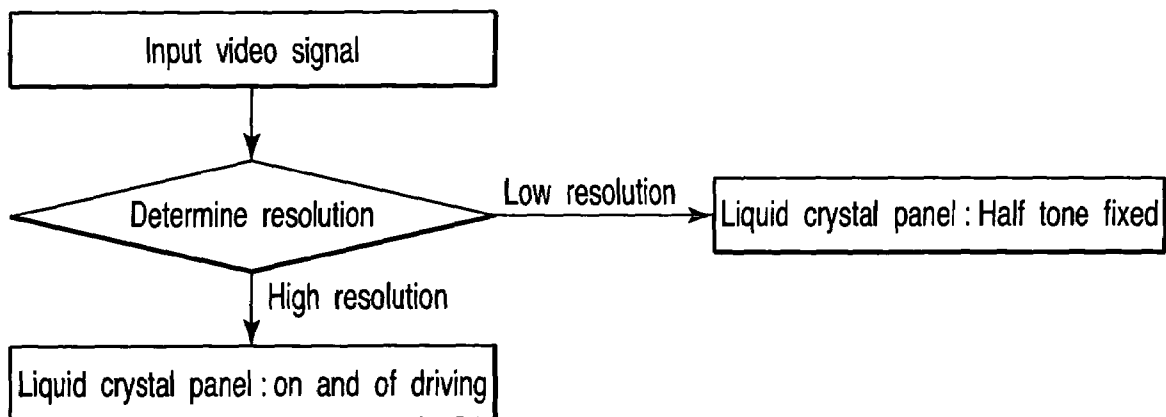 Input video signal
Determine resolution
Low resolution
Liquid crystal panel : Half tone fixed
High resolution
Liquid crystal panel : on and of driving